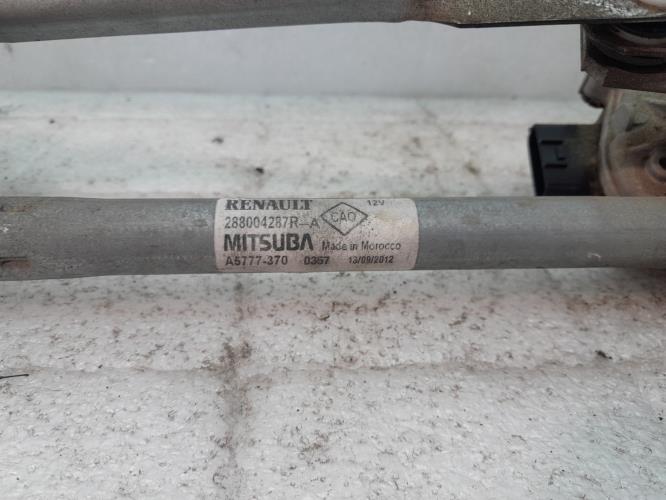 RENAULT 12V
288004287R-A CAO
MITSUBA Made in Morocco
A5777-370 0357 13/09/2012